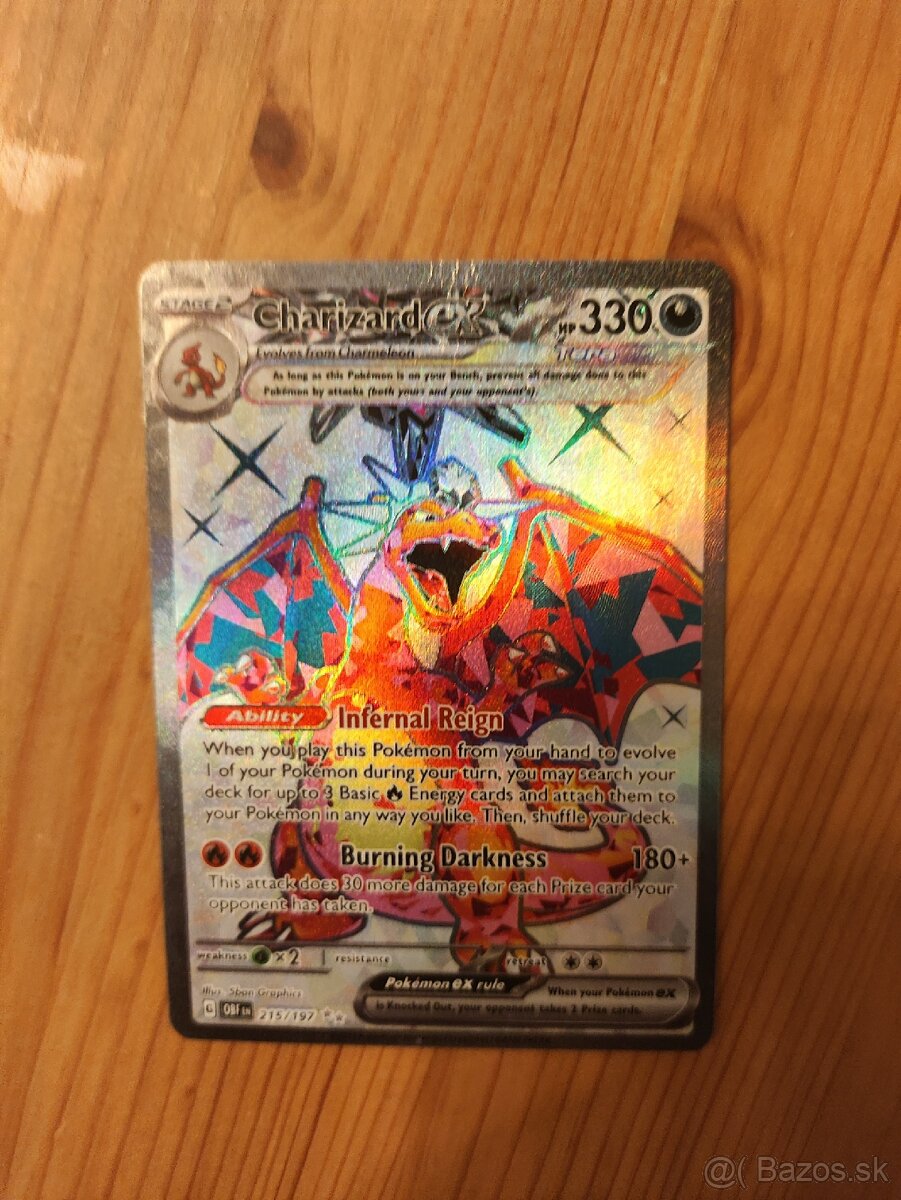 STAGE 2
Charizard ex
HP 330
Evolves from Charmeleon
As long as this Pokémon is on your Bench, prevent all damage done to this
Pokémon by attacks (both yours and your opponent's).
Ability Infernal Reign
When you play this Pokémon from your hand to evolve
1 of your Pokémon during your turn, you may search your
deck for up to 3 Basic Energy cards and attach them to
your Pokémon in any way you like. Then, shuffle your deck.
Burning Darkness 180+
This attack does 30 more damage for each Prize card your
opponent has taken.
weakness ×2 resistance retreat
Illus. 5ban Graphics
Pokémon ex rule
When your Pokémon ex
is Knocked Out, your opponent takes 2 Prize cards.
G OBF EN 215/197
@( Bazos.sk